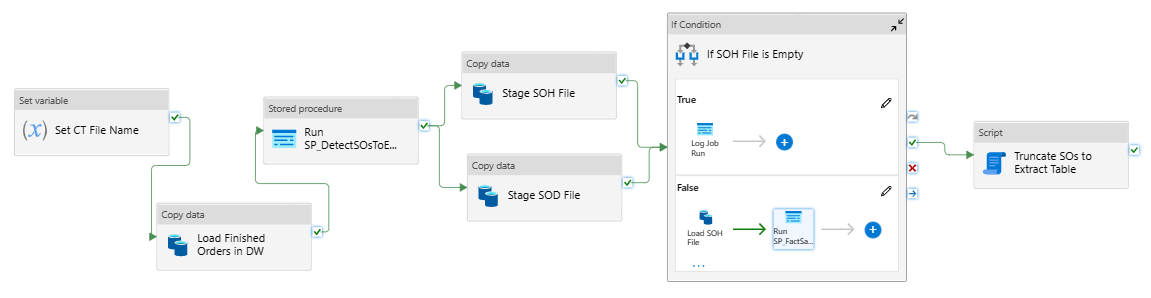 Set variable
(x) Set CT File Name
Copy data
Load Finished
Orders in DW
Stored procedure
Run
SP_DetectSOsToE...
Copy data
Stage SOH File
Copy data
Stage SOD File
If Condition
If SOH File is Empty
True
Log Job
Run
False
Load SOH
File
Run
SP_FactSa...
...
Script
Truncate SOs to
Extract Table